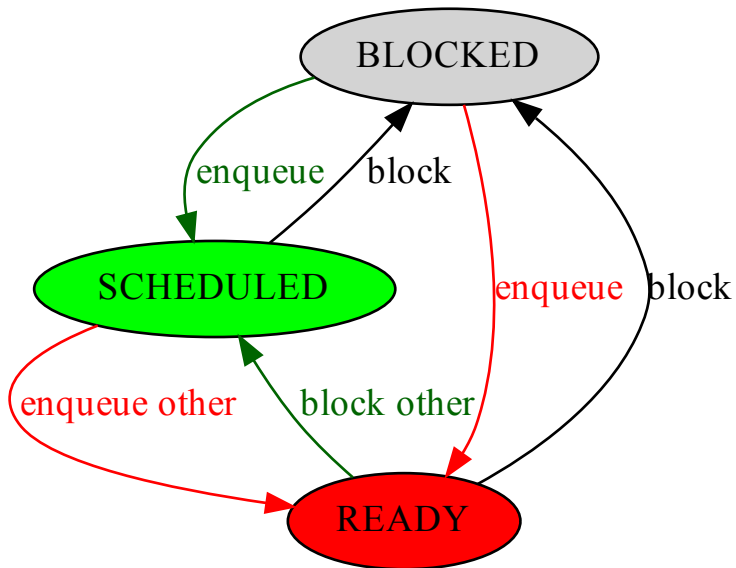 BLOCKED
enqueue
block
SCHEDULED
enqueue
block
enqueue other
block other
READY